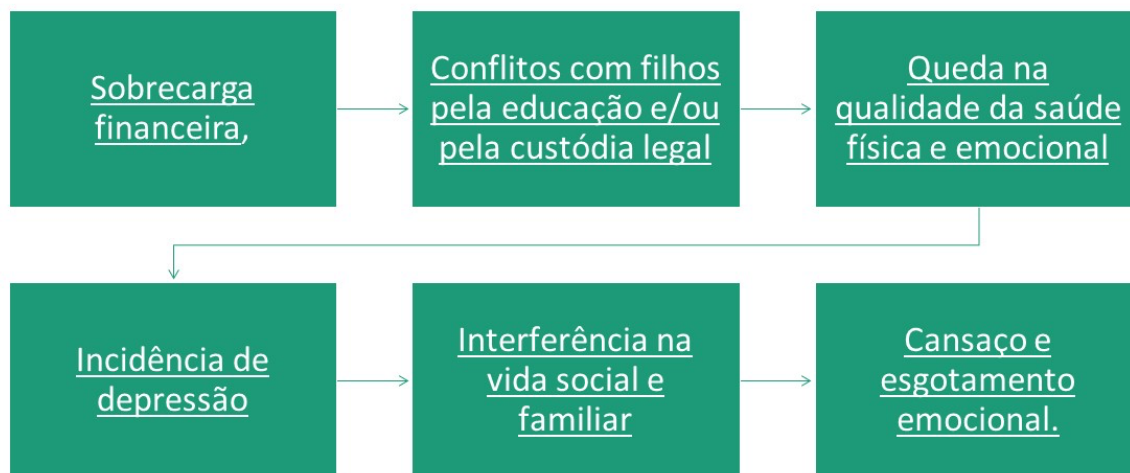 Sobrecarga
financeira,
Conflitos com filhos
pela educação e/ou
pela custódia legal
Queda na
qualidade da saúde
física e emocional
Incidência de
depressão
Interferência na
vida social e
familiar
Cansaço e
esgotamento
emocional.